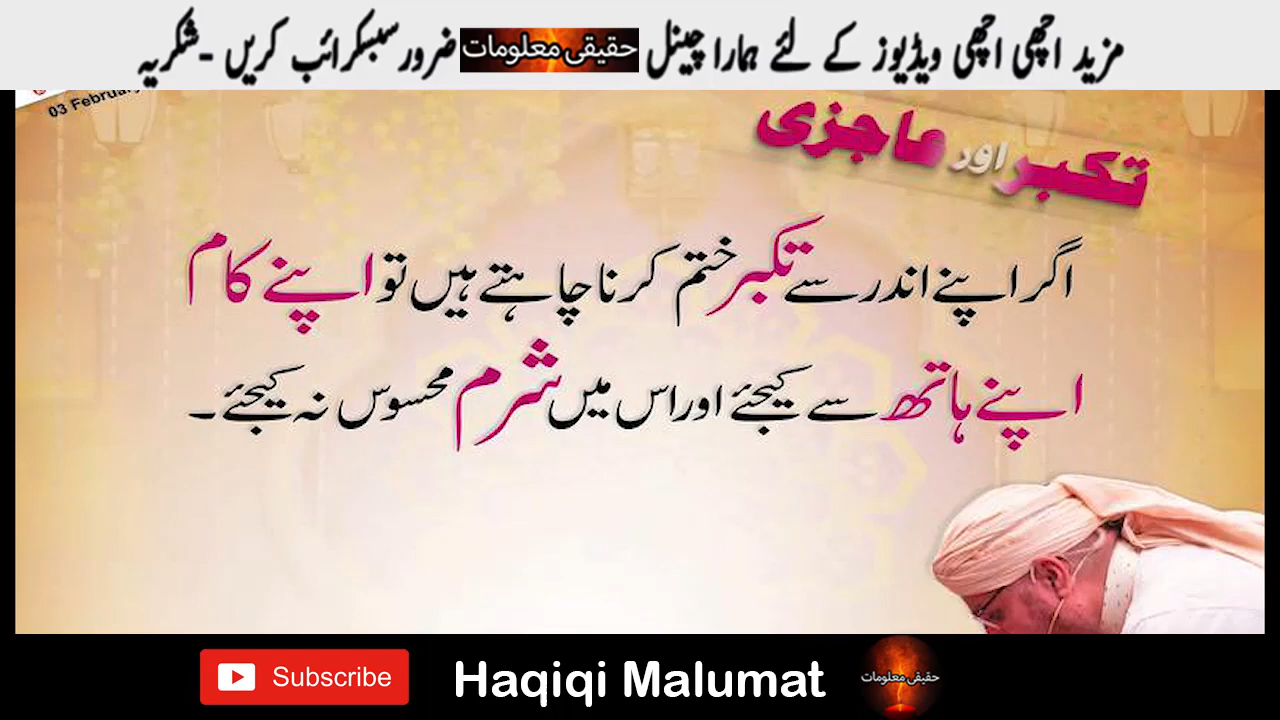 مزید اچھی اچھی ویڈیوز کے لئے ہمارا چینل حقیقی معلومات ضرور سبسکرائب کریں - شکریہ
03 February
تکبر اور عاجزی
اگر اپنے اندر سے تکبر ختم کرنا چاہتے ہیں تو اپنے کام
اپنے ہاتھ سے کیجئے اور اس میں شرم محسوس نہ کیجئے۔
Subscribe Haqiqi Malumat حقیقی معلومات